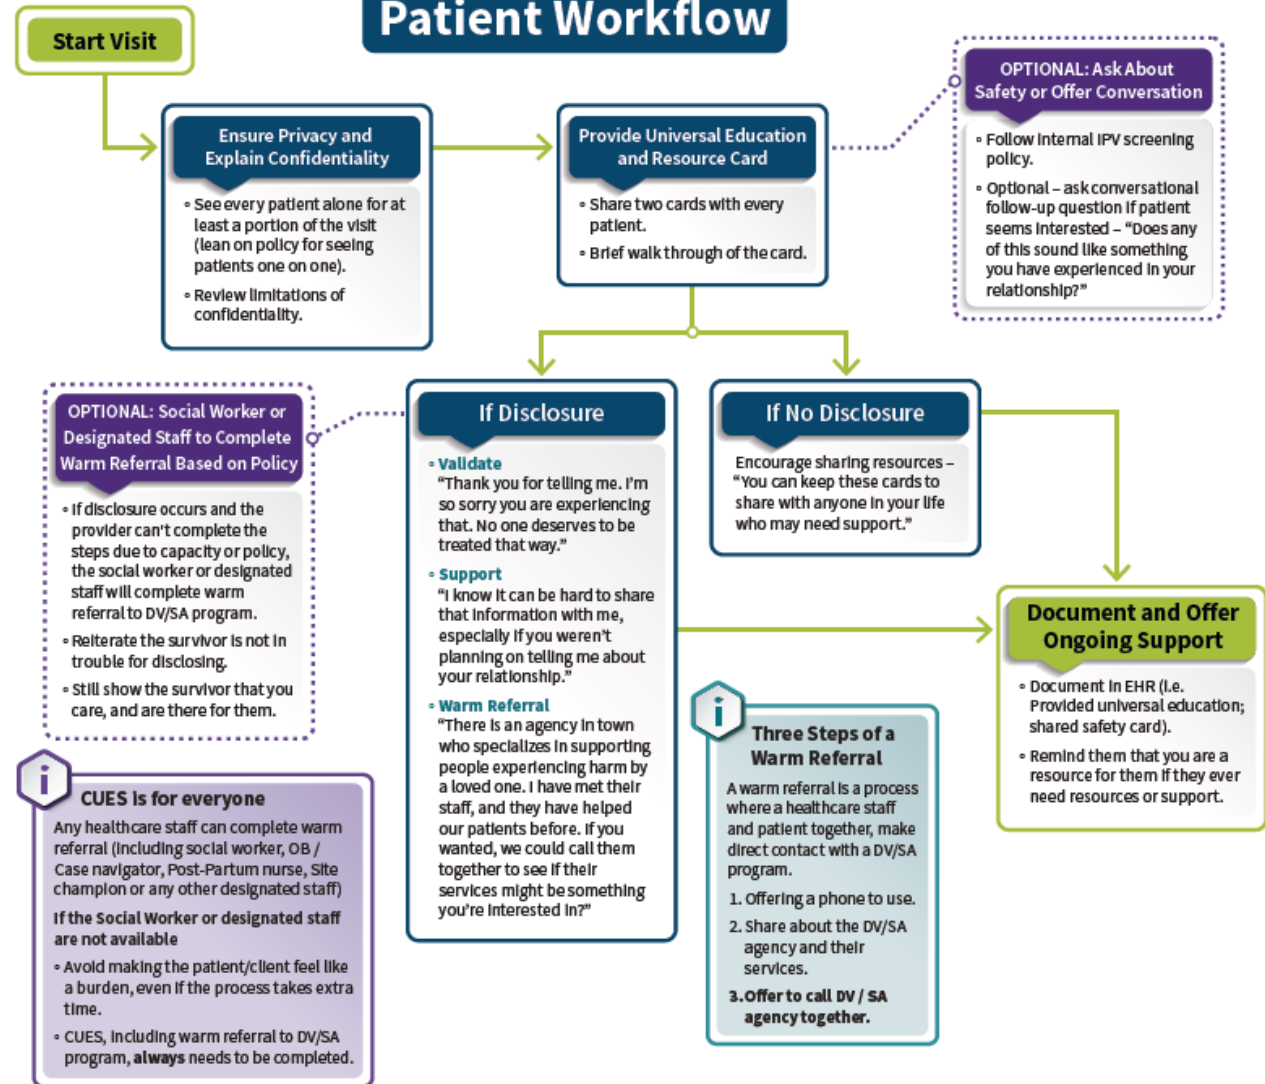 Patient Workflow
Start Visit
Ensure Privacy and
Explain Confidentiality
◦ See every patient alone for at
least a portion of the visit
(lean on policy for seeing
patients one on one).
◦ Review limitations of
confidentiality.
Provide Universal Education
and Resource Card
◦ Share two cards with every
patient.
◦ Brief walk through of the card.
OPTIONAL: Ask About
Safety or Offer Conversation
◦ Follow internal IPV screening
policy.
◦ Optional – ask conversational
follow-up question if patient
seems interested – “Does any
of this sound like something
you have experienced in your
relationship?”
OPTIONAL: Social Worker or
Designated Staff to Complete
Warm Referral Based on Policy
◦ If disclosure occurs and the
provider can't complete the
steps due to capacity or policy,
the social worker or designated
staff will complete warm
referral to DV/SA program.
◦ Reiterate the survivor is not in
trouble for disclosing.
◦ Still show the survivor that you
care, and are there for them.
If Disclosure
◦ Validate
“Thank you for telling me. I’m
so sorry you are experiencing
that. No one deserves to be
treated that way.”
◦ Support
“I know it can be hard to share
that information with me,
especially if you weren’t
planning on telling me about
your relationship.”
◦ Warm Referral
“There is an agency in town
who specializes in supporting
people experiencing harm by
a loved one. I have met their
staff, and they have helped
our patients before. If you
wanted, we could call them
together to see if their
services might be something
you’re interested in?”
If No Disclosure
Encourage sharing resources –
“You can keep these cards to
share with anyone in your life
who may need support.”
Document and Offer
Ongoing Support
◦ Document in EHR (i.e.
Provided universal education;
shared safety card).
◦ Remind them that you are a
resource for them if they ever
need resources or support.
i
CUES is for everyone
Any healthcare staff can complete warm
referral (including social worker, OB /
Case navigator, Post-Partum nurse, Site
champion or any other designated staff)
If the Social Worker or designated staff
are not available
◦ Avoid making the patient/client feel like
a burden, even if the process takes extra
time.
◦ CUES, including warm referral to DV/SA
program, always needs to be completed.
i
Three Steps of a
Warm Referral
A warm referral is a process
where a healthcare staff
and patient together, make
direct contact with a DV/SA
program.
1. Offering a phone to use.
2. Share about the DV/SA
agency and their
services.
3. Offer to call DV / SA
agency together.